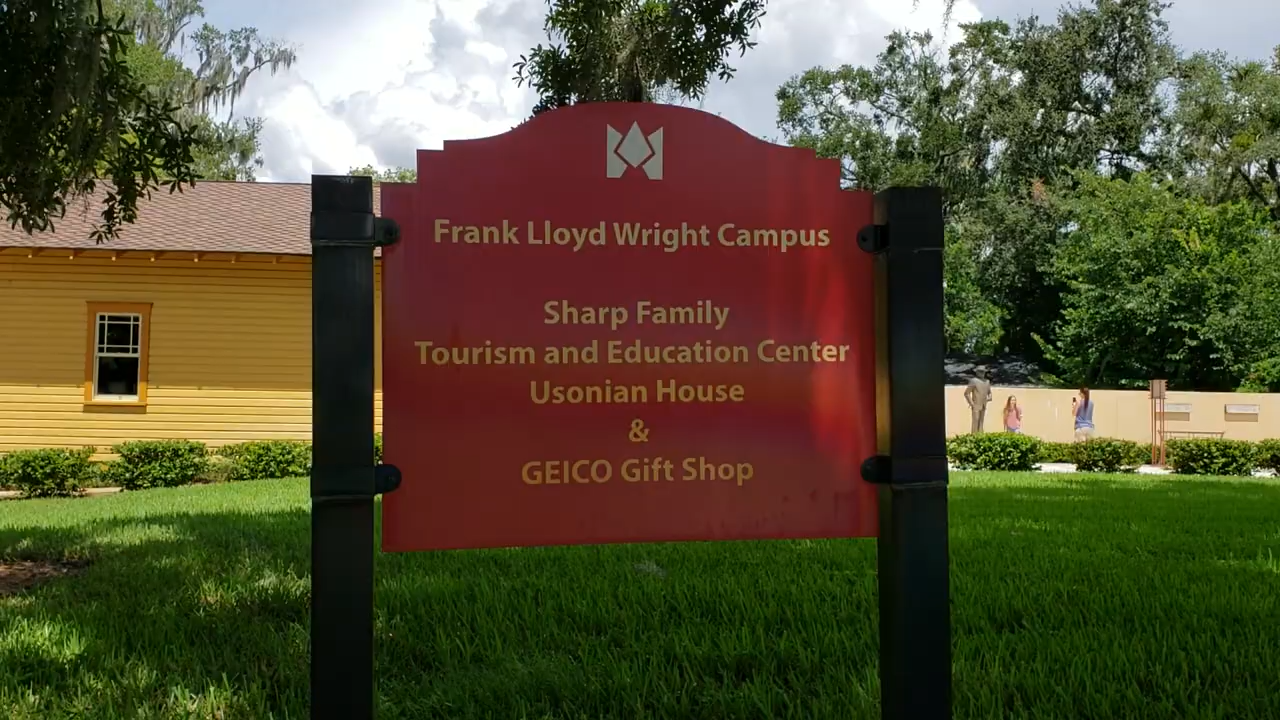 Frank Lloyd Wright Campus
Sharp Family
Tourism and Education Center
Usonian House
&
GEICO Gift Shop